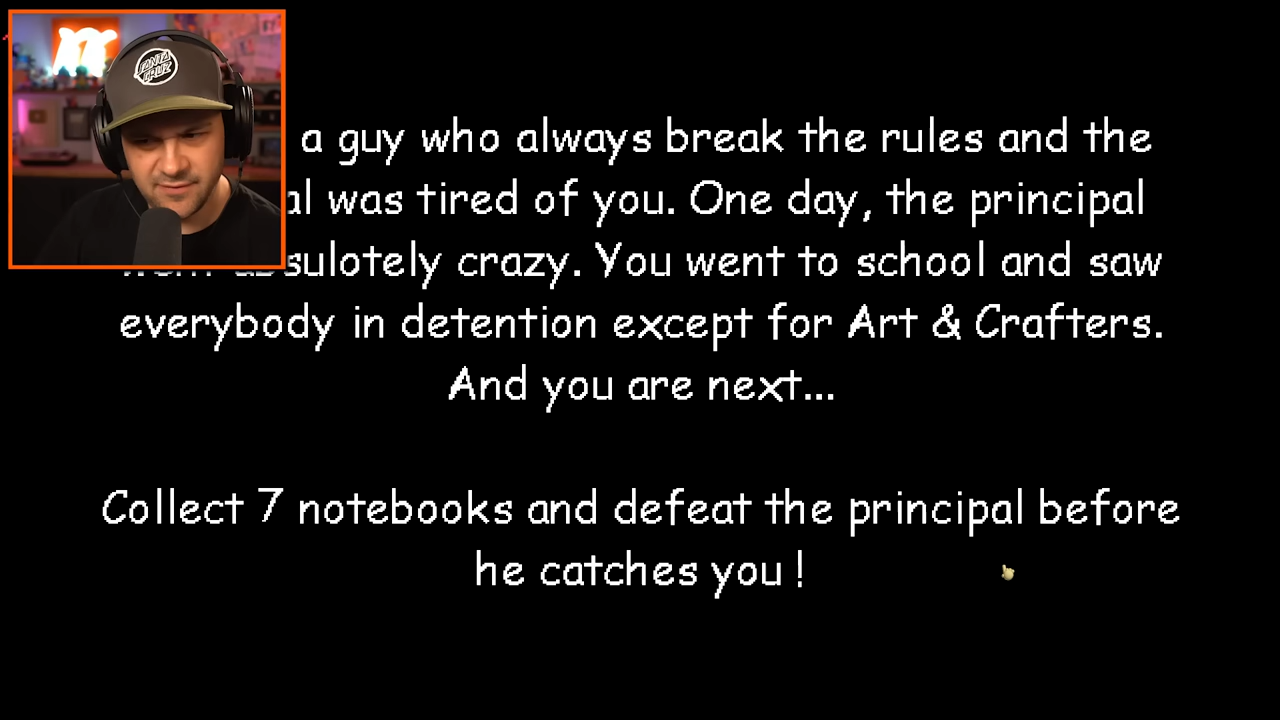 SANTA CRUZ
a guy who always break the rules and the
was tired of you. One day, the principal
crazy. You went to school and saw
everybody in detention except for Art & Crafters.
And you are next...
Collect 7 notebooks and defeat the principal before
he catches you !